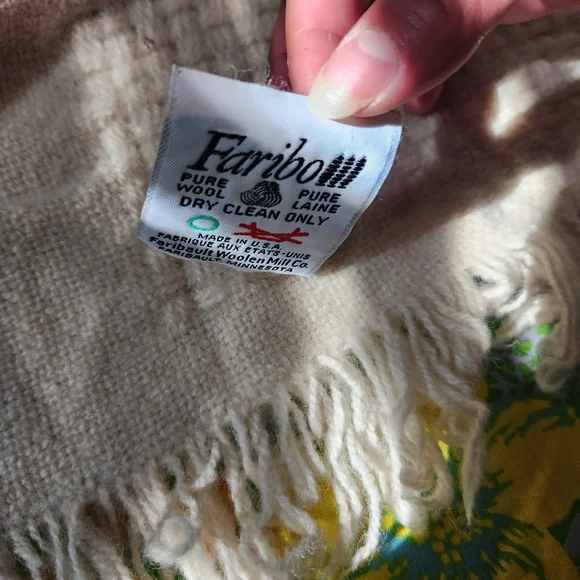 Faribo
PURE WOOL PURE LAINE
DRY CLEAN ONLY
MADE IN U.S.A.
FABRIQUE AUX ETATS-UNIS
Faribault Woolen Mill Co.
FARIBAULT, MINNESOTA